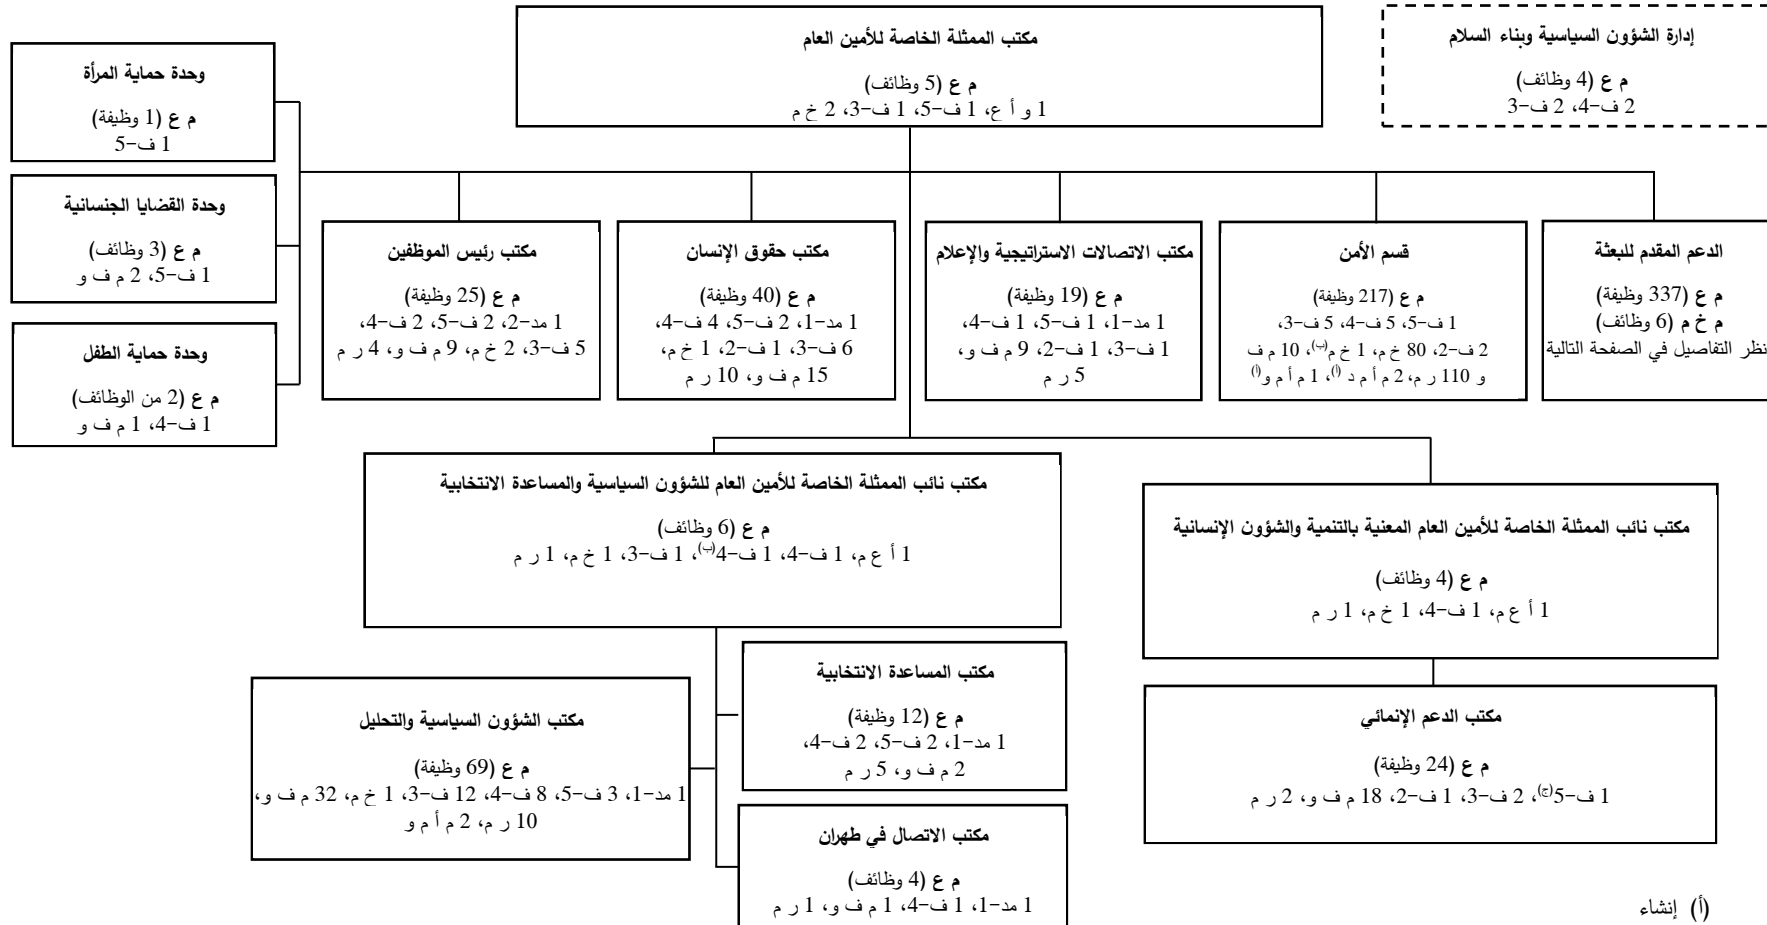 مكتب الممثلة الخاصة للأمين العام
م ع (5 وظائف)
1 و أ ع، 1 ف-5، 1 ف-3، 2 خ م
إدارة الشؤون السياسية وبناء السلام
م ع (4 وظائف)
2 ف-4، 2 ف-3
وحدة حماية المرأة
م ع (1 وظيفة)
1 ف-5
وحدة القضايا الجنسانية
م ع (3 وظائف)
1 ف-5، 2 م ف و
وحدة حماية الطفل
م ع (2 من الوظائف)
1 ف-4، 1 م ف و
الدعم المقدم للبعثة
م ع (337 وظيفة)
م خ م (6 وظائف)
نظر التفاصيل في الصفحة التالية
قسم الأمن
م ع (217 وظيفة)
1 ف-5، 5 ف-4، 5 ف-3،
2 ف-2، 80 خ م، 1 خ م(ب)، 10 م ف
و 110 ر م، 2 م أ م د (أ)، 1 م أ م و(أ)
مكتب الاتصالات الاستراتيجية والإعلام
م ع (19 وظيفة)
1 مد-1، 1 ف-5، 1 ف-4،
1 ف-3، 1 ف-2، 9 م ف و،
5 ر م
مكتب حقوق الإنسان
م ع (40 وظيفة)
1 مد-1، 2 ف-5، 4 ف-4،
6 ف-3، 1 ف-2، 1 خ م،
15 م ف و، 10 ر م
مكتب رئيس الموظفين
م ع (25 وظيفة)
1 مد-2، 2 ف-5، 2 ف-4،
5 ف-3، 2 خ م، 9 م ف و، 4 ر م
مكتب نائب الممثلة الخاصة للأمين العام المعنية بالتنمية والشؤون الإنسانية
م ع (4 وظائف)
1 أ ع م، 1 ف-4، 1 خ م، 1 ر م
مكتب الدعم الإنمائي
م ع (24 وظيفة)
1 ف-5(ج)، 2 ف-3، 1 ف-2، 18 م ف و، 2 ر م
مكتب نائب الممثلة الخاصة للأمين العام للشؤون السياسية والمساعدة الانتخابية
م ع (6 وظائف)
1 أ ع م، 1 ف-4، 1 ف-4(ب)، 1 ف-3، 1 خ م، 1 ر م
مكتب المساعدة الانتخابية
م ع (12 وظيفة)
1 مد-1، 2 ف-5، 2 ف-4،
2 م ف و، 5 ر م
مكتب الشؤون السياسية والتحليل
م ع (69 وظيفة)
1 مد-1، 3 ف-5، 8 ف-4، 12 ف-3، 1 خ م، 32 م ف و،
10 ر م، 2 م أ م و
مكتب الاتصال في طهران
م ع (4 وظائف)
1 مد-1، 1 ف-4، 1 م ف و، 1 ر م
(أ) إنشاء